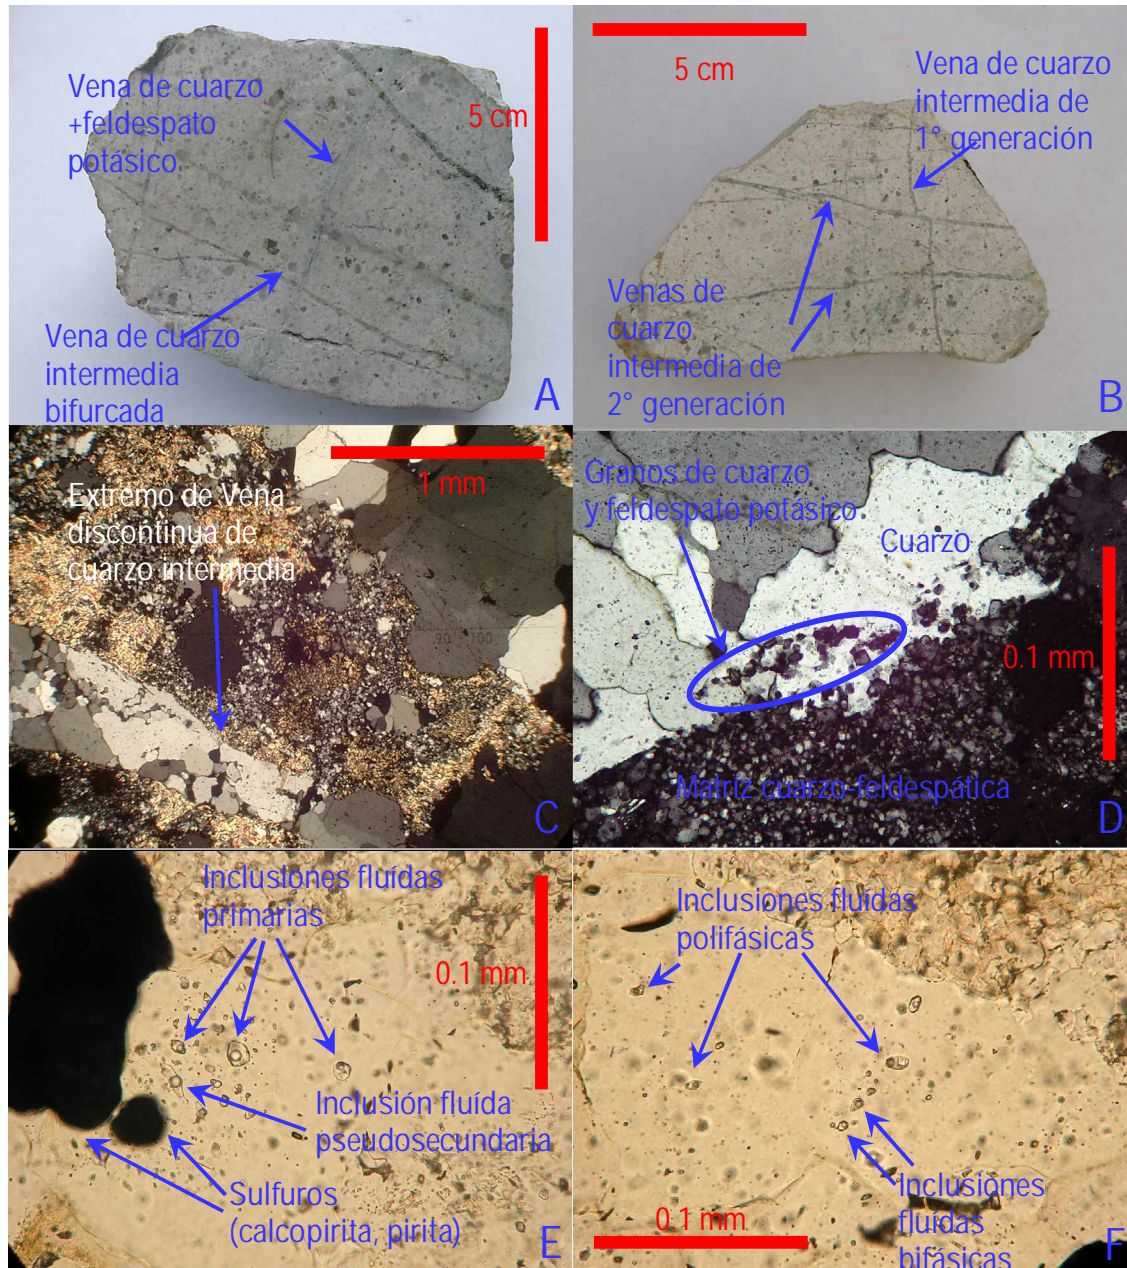 Vena de cuarzo
+feldespato
potásico
5 cm
Vena de cuarzo
intermedia
bifurcada
A
5 cm
Vena de cuarzo
intermedia de
1° generación
Venas de
cuarzo
intermedia de
2° generación
B
1 mm
Extremo de Vena
discontinua de
cuarzo intermedia
90 100
C
Granos de cuarzo
y feldespato potásico
Cuarzo
0.1 mm
Matríz cuarzo-feldespática
D
Inclusiones fluídas
primarias
0.1 mm
Inclusión fluída
pseudosecundaria
Sulfuros
(calcopirita, pirita)
E
Inclusiones fluídas
polifásicas
Inclusiones
fluídas
bifásicas
0.1 mm
F